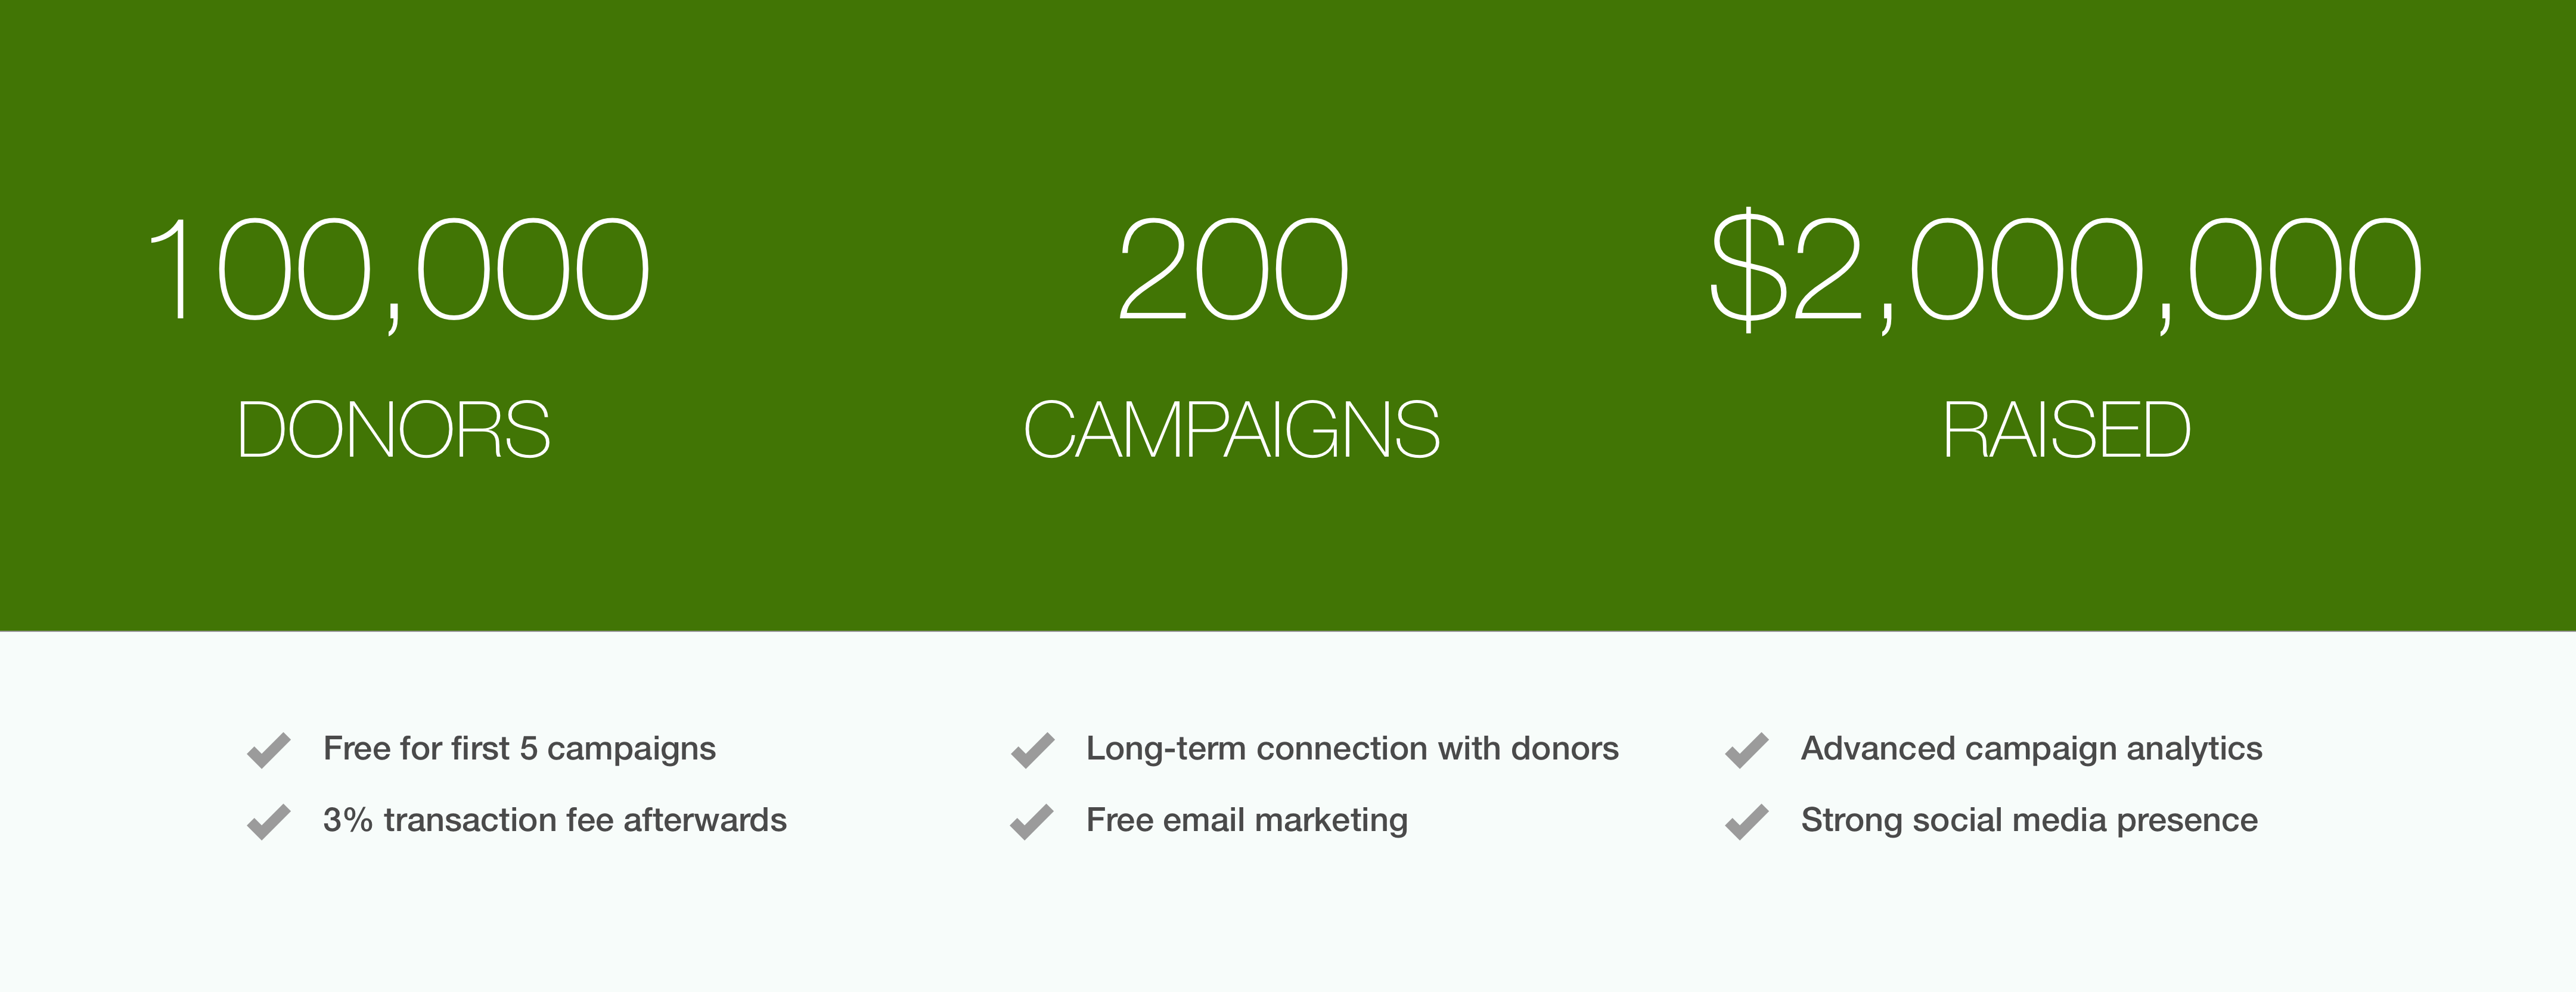 100,000
DONORS
200
CAMPAIGNS
$2,000,000
RAISED
Free for first 5 campaigns
3% transaction fee afterwards
Long-term connection with donors
Free email marketing
Advanced campaign analytics
Strong social media presence